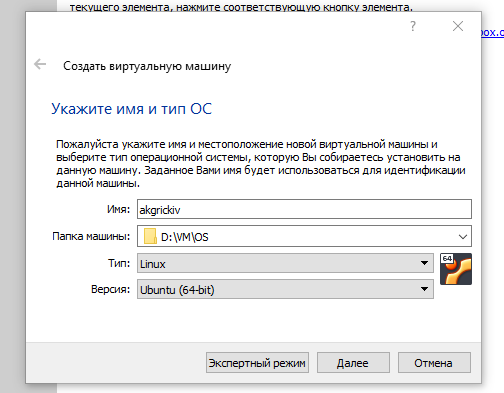 текущего элемента, нажмите соответствующую кнопку элемента.
box.o
?
Создать виртуальную машину
Укажите имя и тип ОС
Пожалуйста укажите имя и местоположение новой виртуальной машины и
выберите тип операционной системы, которую Вы собираетесь установить на
данную машину. Заданное Вами имя будет использоваться для идентификации
данной машины.
Имя: akgrickiv
Папка машины: D:\VM\OS
Тип: Linux
64
Версия: Ubuntu (64-bit)
Экспертный режим Далее Отмена